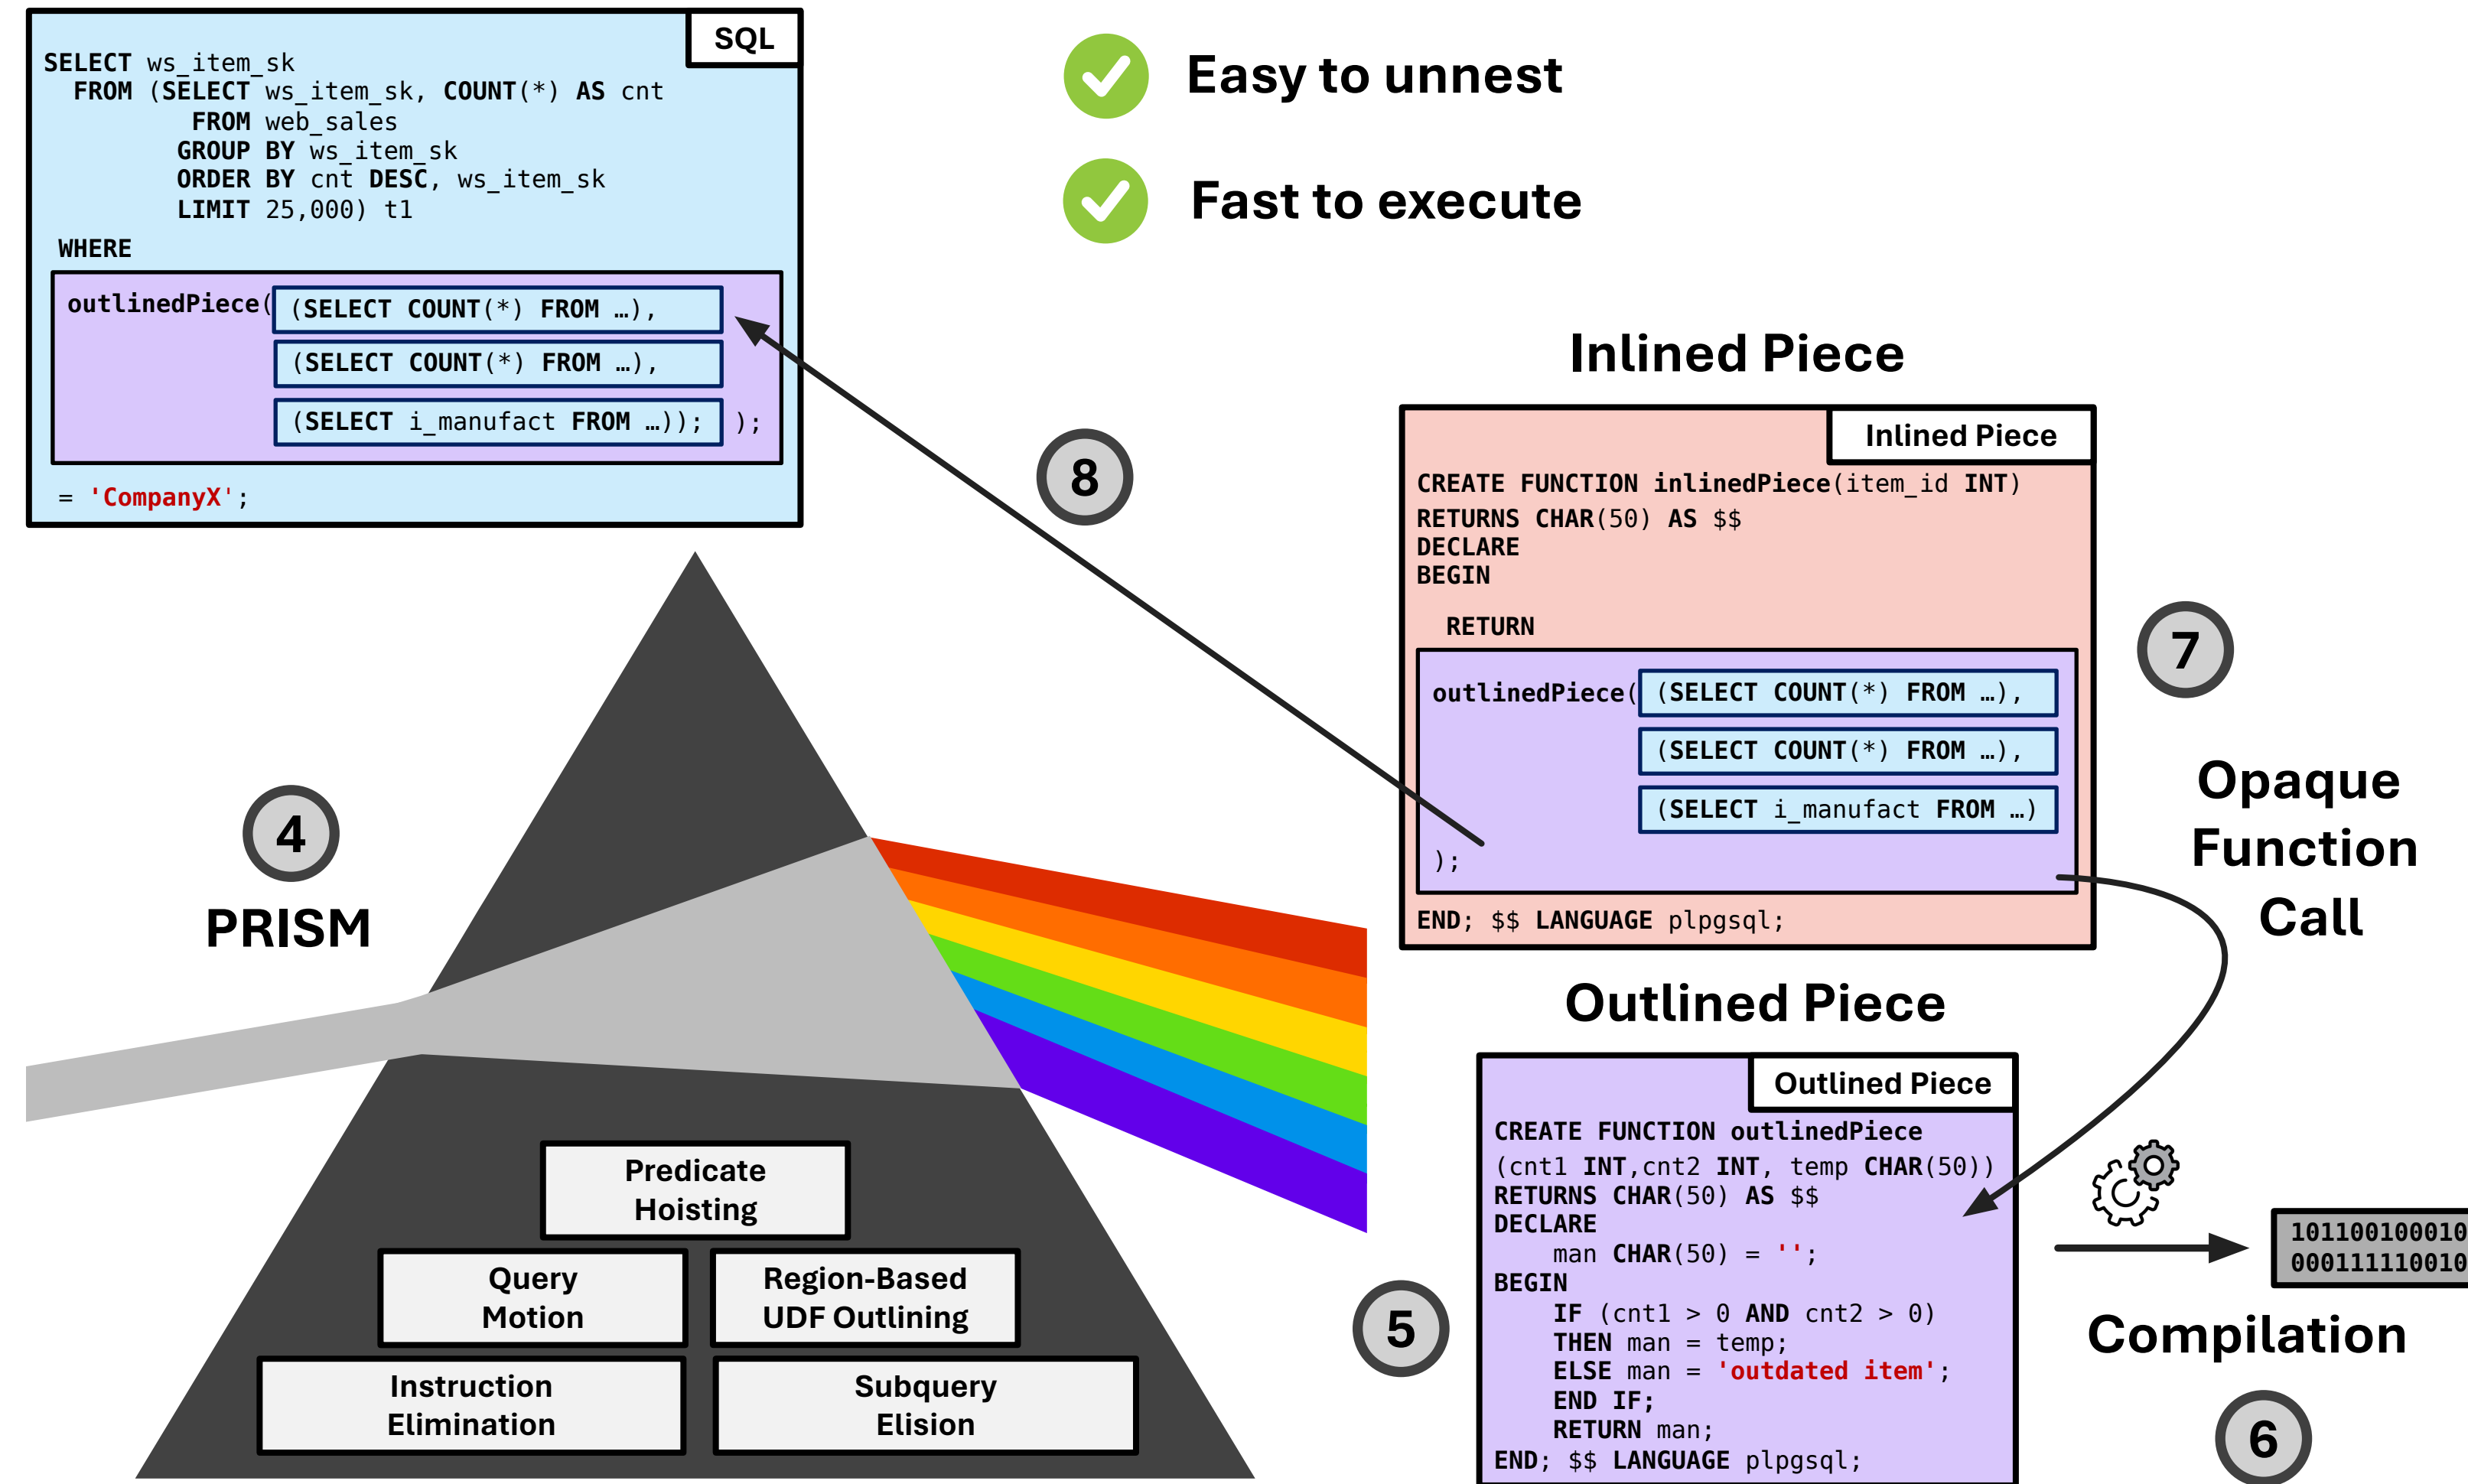 SQL
SELECT ws_item_sk
FROM (SELECT ws_item_sk, COUNT(*) AS cnt
FROM web_sales
GROUP BY ws_item_sk
ORDER BY cnt DESC, ws_item_sk
LIMIT 25,000) t1
WHERE
outlinedPiece( (SELECT COUNT(*) FROM …),
(SELECT COUNT(*) FROM …),
(SELECT i_manufact FROM …)); );
= 'CompanyX';
Easy to unnest
Fast to execute
8
Inlined Piece
Inlined Piece
CREATE FUNCTION inlinedPiece(item_id INT)
RETURNS CHAR(50) AS $$
DECLARE
BEGIN
RETURN
outlinedPiece( (SELECT COUNT(*) FROM …),
(SELECT COUNT(*) FROM …),
(SELECT i_manufact FROM …)
);
END; $$ LANGUAGE plpgsql;
7
Opaque
Function
Call
4
PRISM
Predicate
Hoisting
Query
Motion
Region-Based
UDF Outlining
Instruction
Elimination
Subquery
Elision
Outlined Piece
Outlined Piece
CREATE FUNCTION outlinedPiece
(cnt1 INT,cnt2 INT, temp CHAR(50))
RETURNS CHAR(50) AS $$
DECLARE
man CHAR(50) = '';
BEGIN
IF (cnt1 > 0 AND cnt2 > 0)
THEN man = temp;
ELSE man = 'outdated item';
END IF;
RETURN man;
END; $$ LANGUAGE plpgsql;
5
101100100010
000111110010
Compilation
6